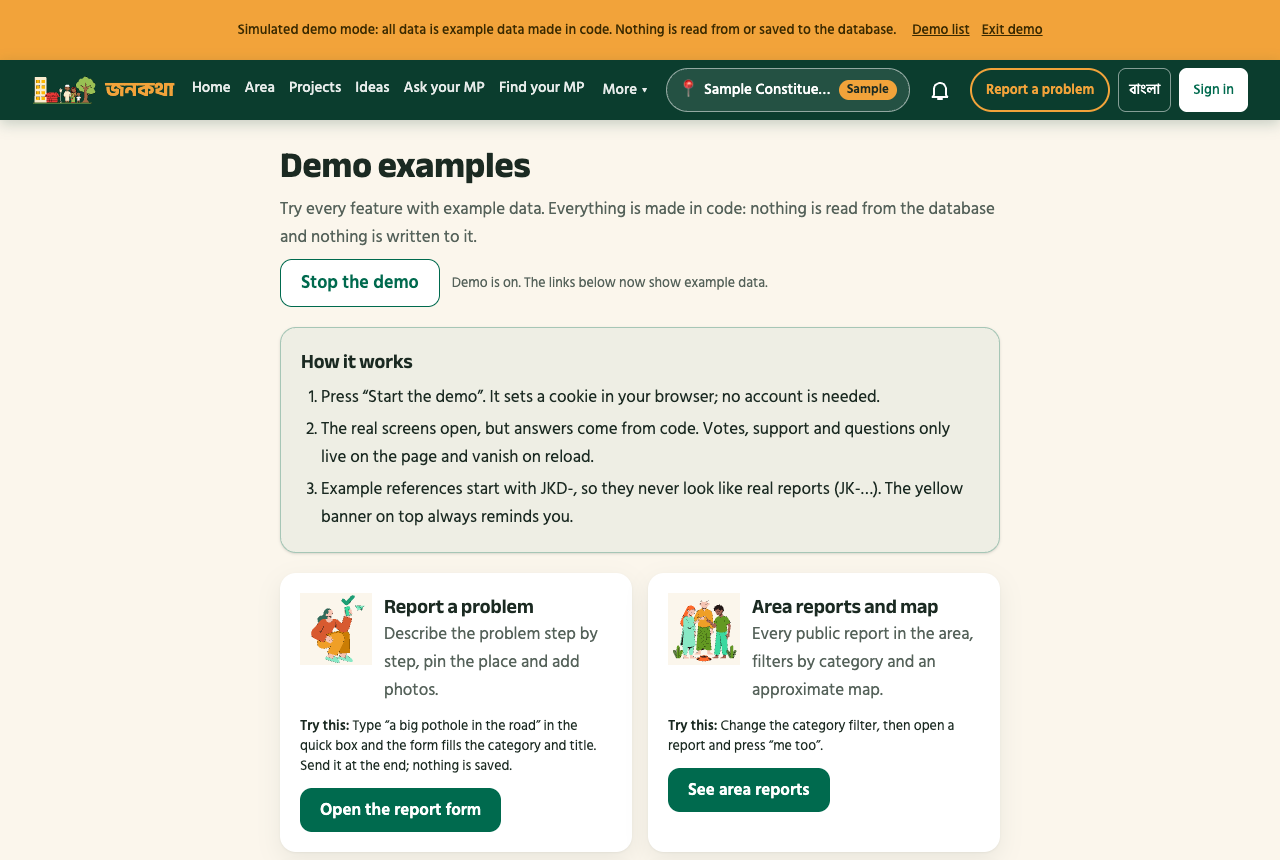 Simulated demo mode: all data is example data made in code. Nothing is read from or saved to the database. Demo list Exit demo
জনকথা Home Area Projects Ideas Ask your MP Find your MP More ▾ Sample Constitue... Sample Report a problem বাংলা Sign in
Demo examples
Try every feature with example data. Everything is made in code: nothing is read from the database
and nothing is written to it.
Stop the demo Demo is on. The links below now show example data.
How it works
1. Press “Start the demo”. It sets a cookie in your browser; no account is needed.
2. The real screens open, but answers come from code. Votes, support and questions only
live on the page and vanish on reload.
3. Example references start with JKD-, so they never look like real reports (JK-…). The yellow
banner on top always reminds you.
Report a problem
Describe the problem step by
step, pin the place and add
photos.
Try this: Type “a big pothole in the road” in the
quick box and the form fills the category and title.
Send it at the end; nothing is saved.
Open the report form
Area reports and map
Every public report in the area,
filters by category and an
approximate map.
Try this: Change the category filter, then open a
report and press “me too”.
See area reports